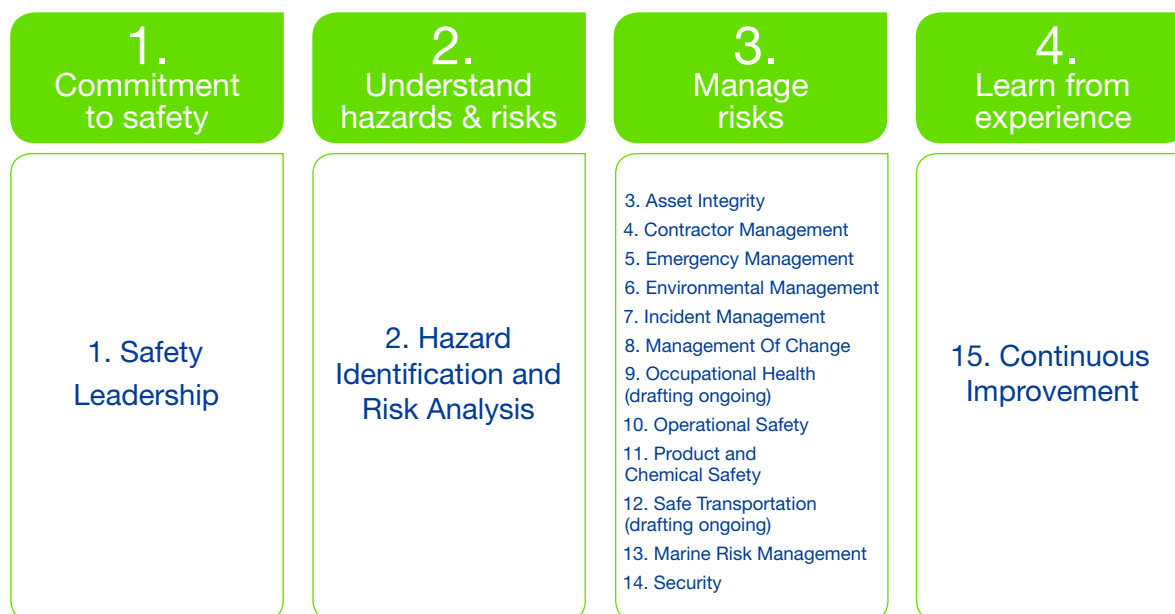 1.
Commitment
to safety
1. Safety
Leadership
2.
Understand
hazards & risks
2. Hazard
Identification and
Risk Analysis
3.
Manage
risks
3. Asset Integrity
4. Contractor Management
5. Emergency Management
6. Environmental Management
7. Incident Management
8. Management Of Change
9. Occupational Health
(drafting ongoing)
10. Operational Safety
11. Product and
Chemical Safety
12. Safe Transportation
(drafting ongoing)
13. Marine Risk Management
14. Security
4.
Learn from
experience
15. Continuous
Improvement